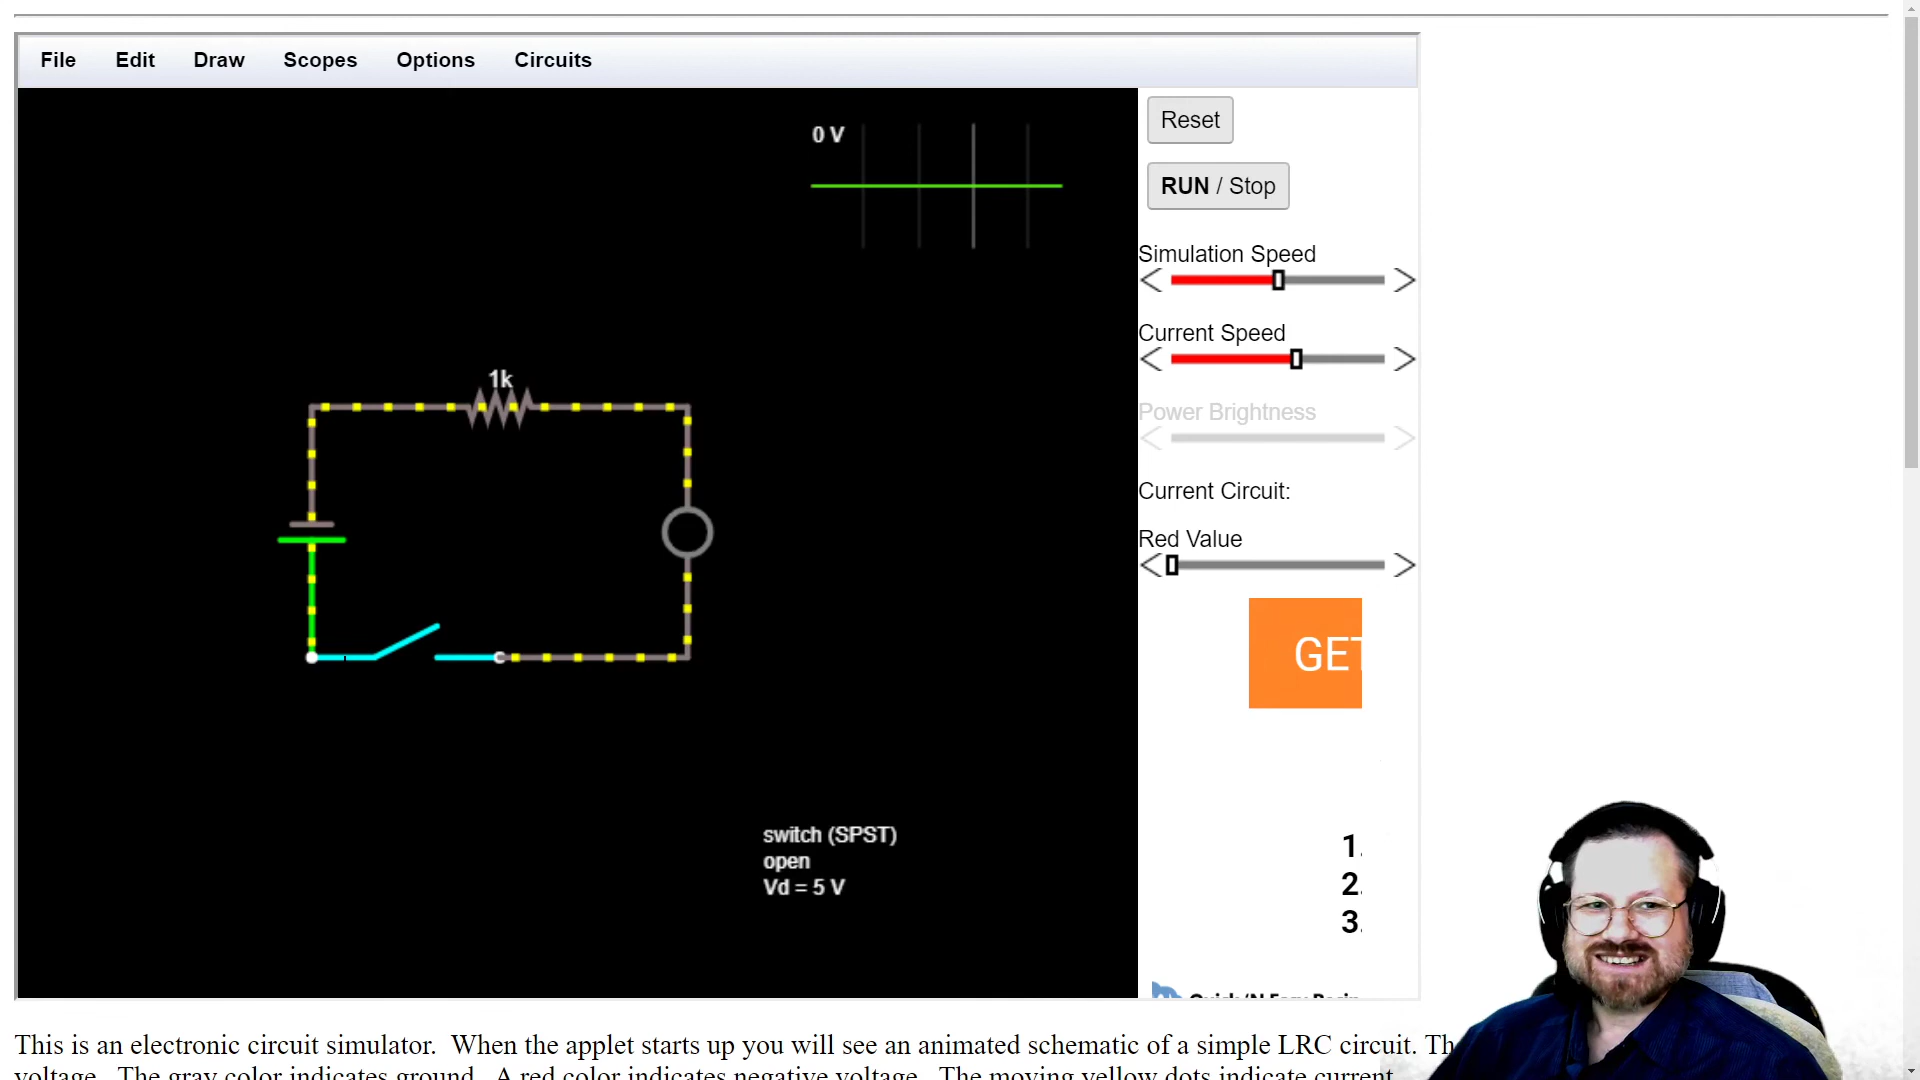 File Edit Draw Scopes Options Circuits
0 V
Reset
RUN / Stop
Simulation Speed
Current Speed
Power Brightness
Current Circuit:
Red Value
1k
GET
switch (SPST)
open
Vd = 5 V
1.
2.
3.
This is an electronic circuit simulator. When the applet starts up you will see an animated schematic of a simple LRC circuit. Th
voltage. The gray color indicates ground. A red color indicates negative voltage. The moving yellow dots indicate current.